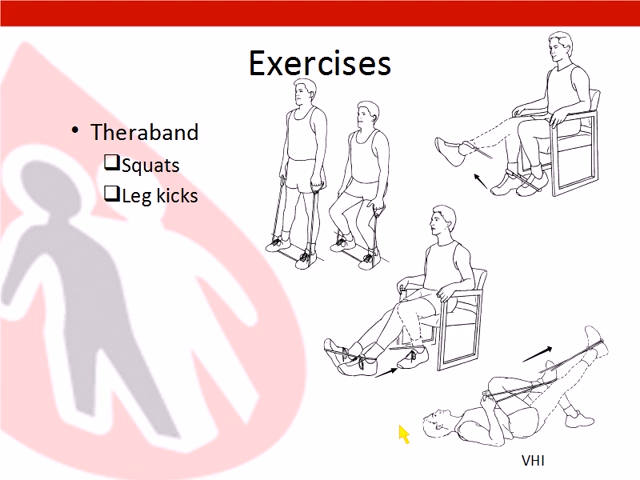 Exercises
• Theraband
❑Squats
❑Leg kicks
VHI